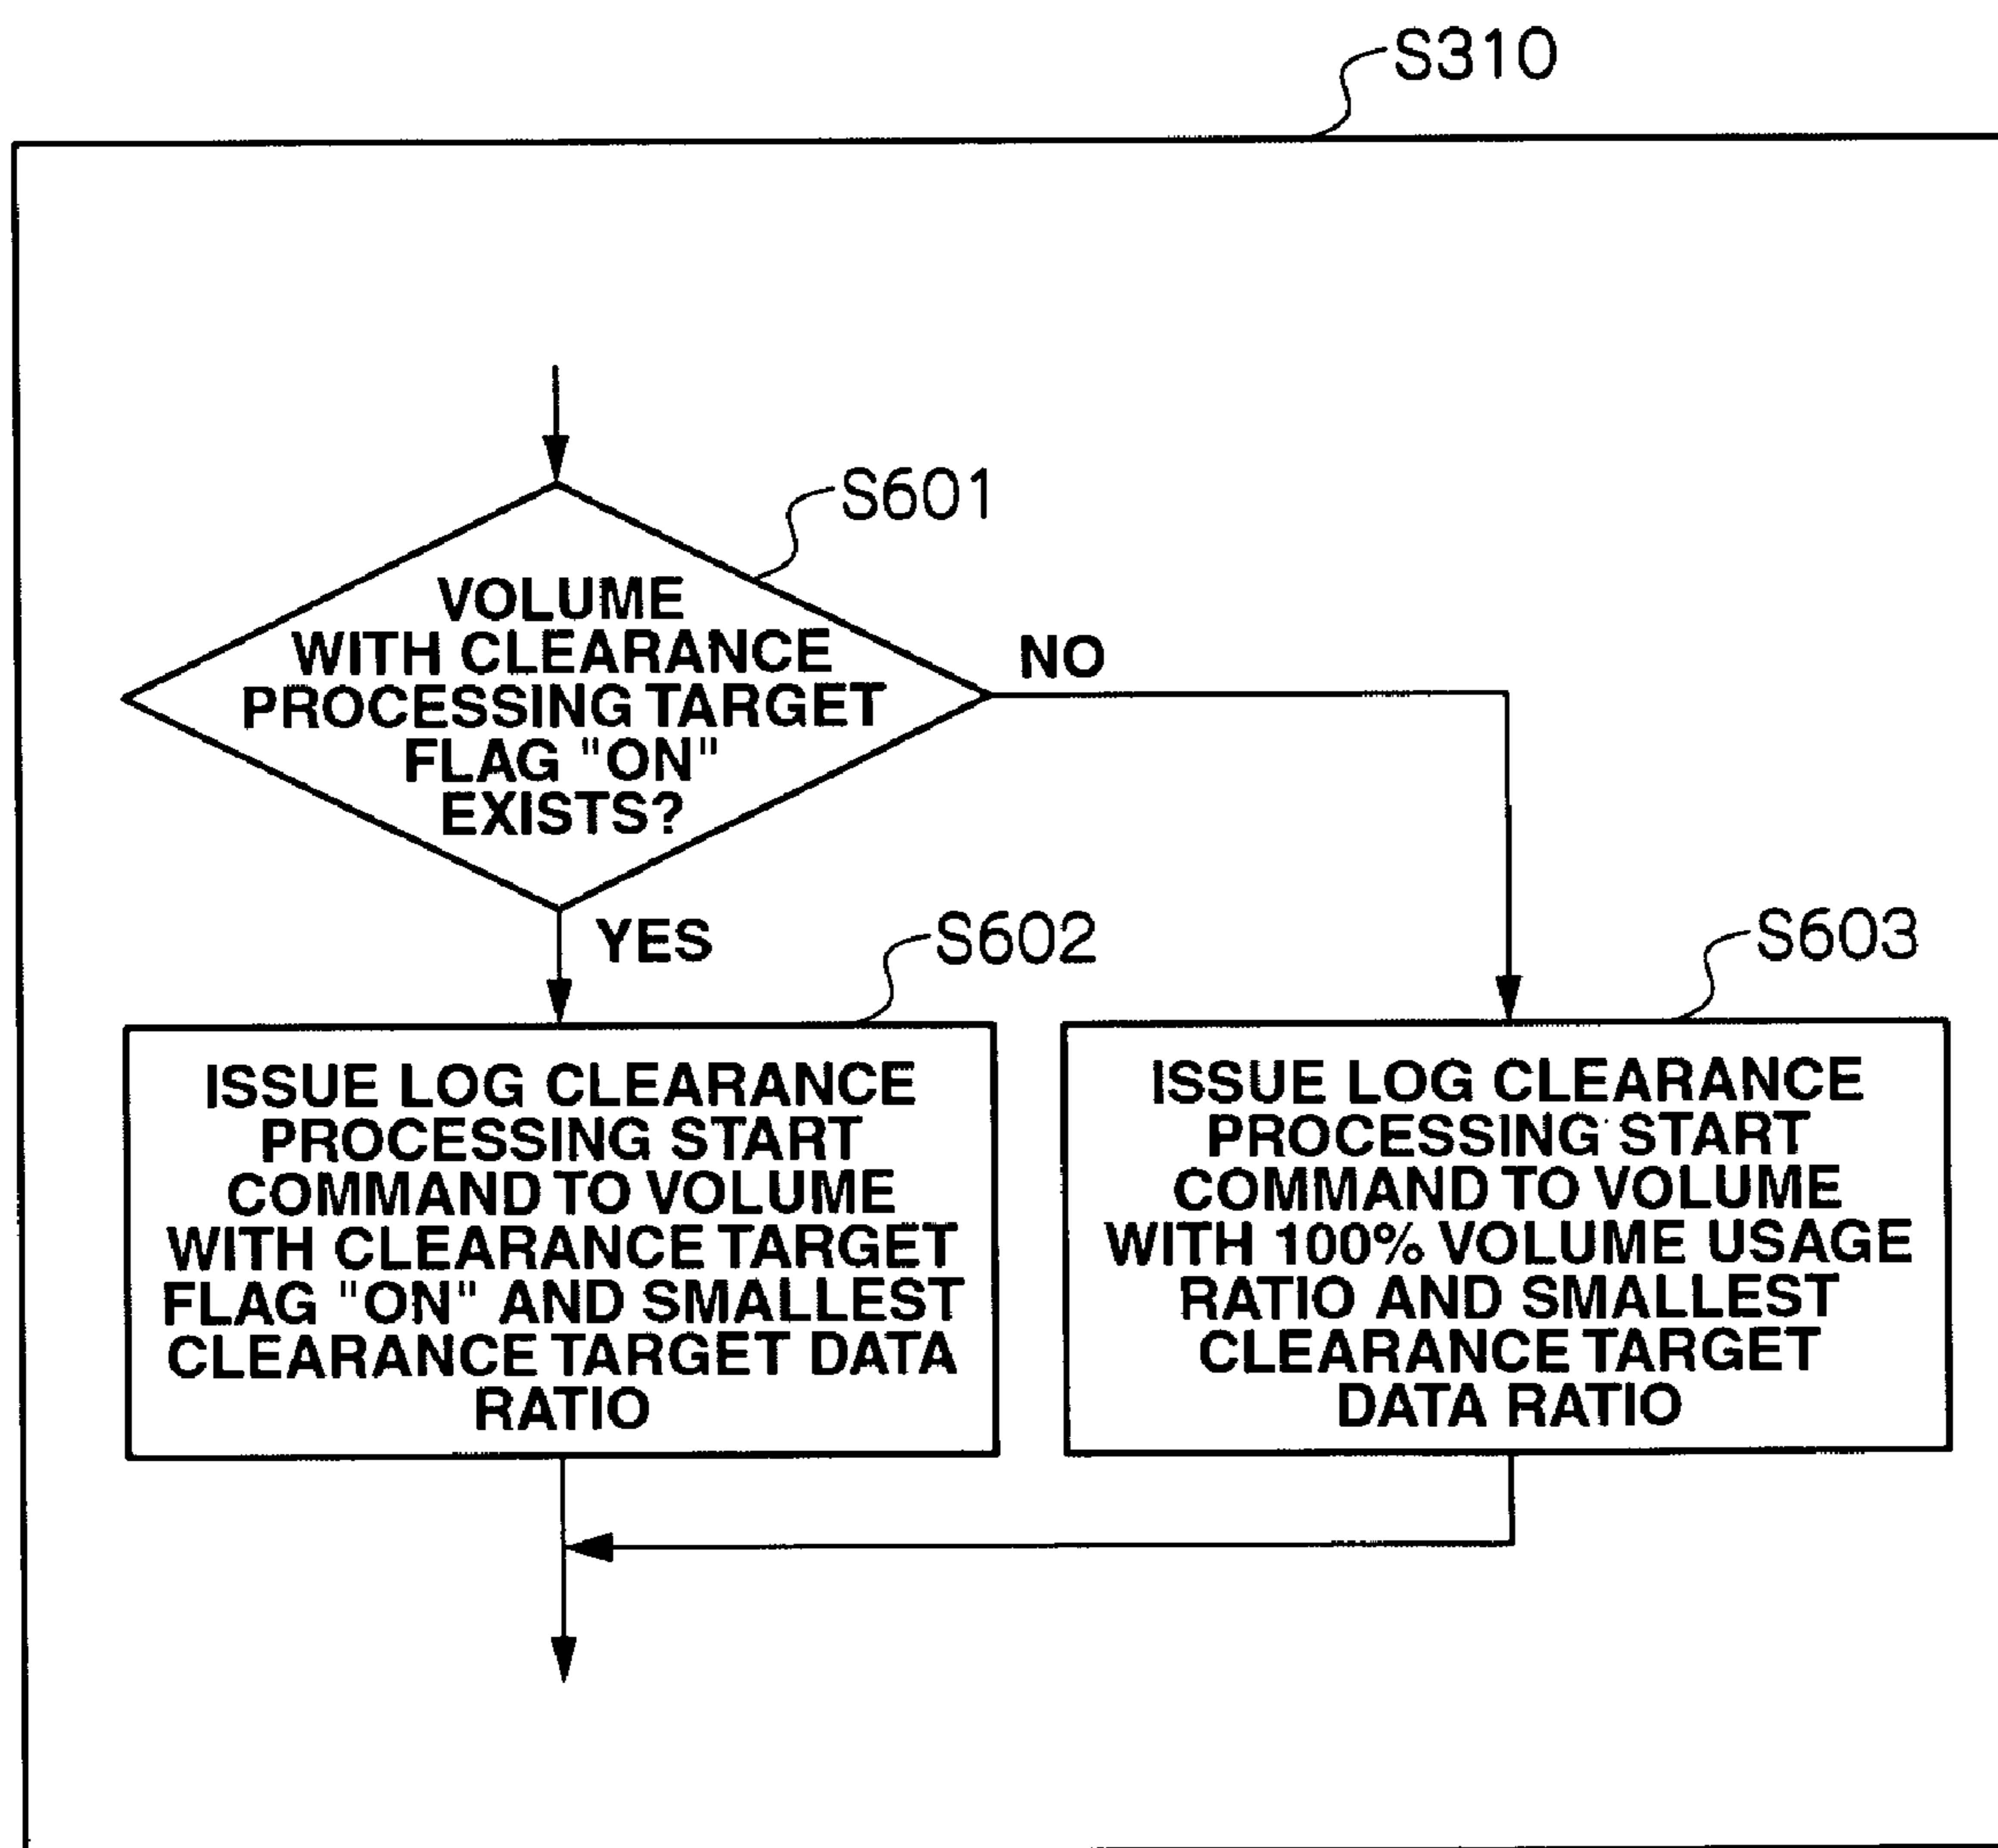 S310
S601
VOLUME
WITH CLEARANCE
PROCESSING TARGET
FLAG "ON"
EXISTS?
NO
YES
S602
ISSUE LOG CLEARANCE
PROCESSING START
COMMAND TO VOLUME
WITH CLEARANCE TARGET
FLAG "ON" AND SMALLEST
CLEARANCE TARGET DATA
RATIO
S603
ISSUE LOG CLEARANCE
PROCESSING START
COMMAND TO VOLUME
WITH 100% VOLUME USAGE
RATIO AND SMALLEST
CLEARANCE TARGET
DATA RATIO